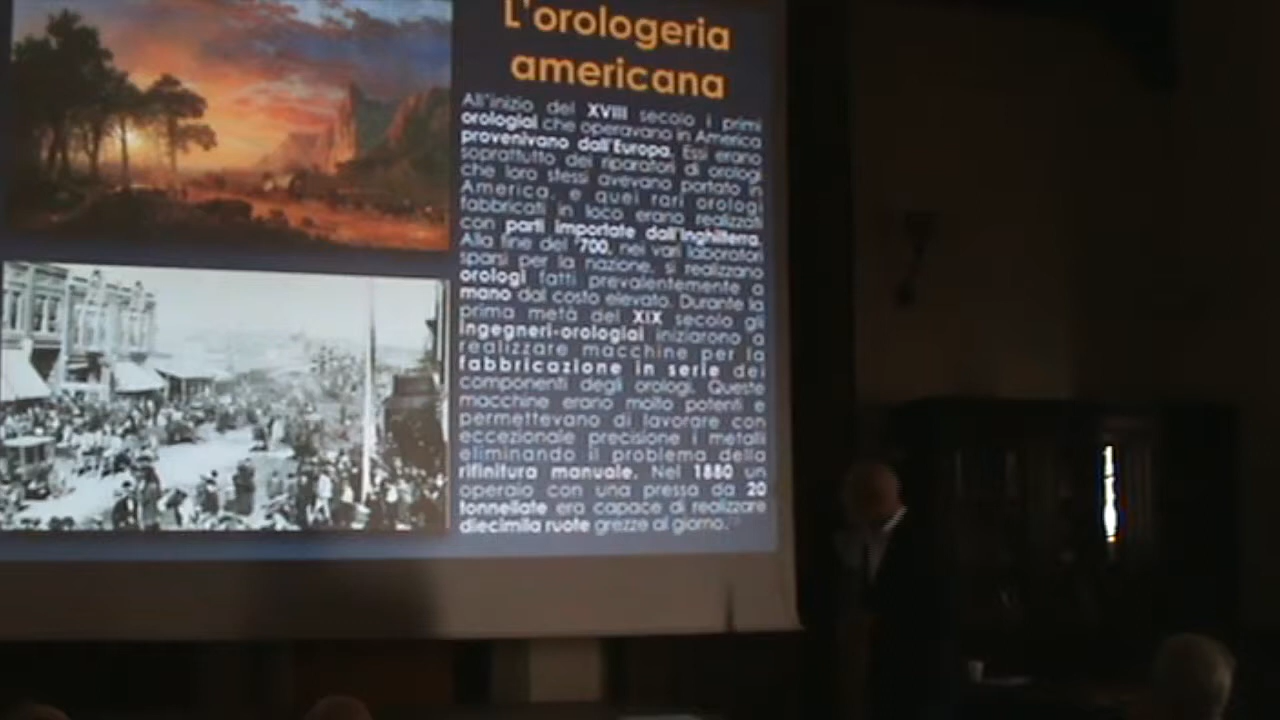 L'orologeria
americana
All'inizio del XVIII secolo i primi
orologiai che operavano in America
provenivano dall'Europa. Essi erano
soprattutto dei riparatori di orologi
che loro stessi avevano portato in
America, e quei rari orologi
fabbricati in loco erano realizzati
con parti importate dall'Inghilterra.
Alla fine del '700, nei vari laboratori
sparsi per la nazione, si realizzano
orologi fatti prevalentemente a
mano dal costo elevato. Durante la
prima metà del XIX secolo gli
ingegneri-orologiai iniziarono a
realizzare macchine per la
fabbricazione in serie dei
componenti degli orologi. Queste
macchine erano molto potenti e
permettevano di lavorare con
eccezionale precisione i metalli
eliminando il problema della
rifinitura manuale. Nel 1880 un
operaio con una pressa da 20
tonnellate era capace di realizzare
diecimila ruote grezze al giorno.